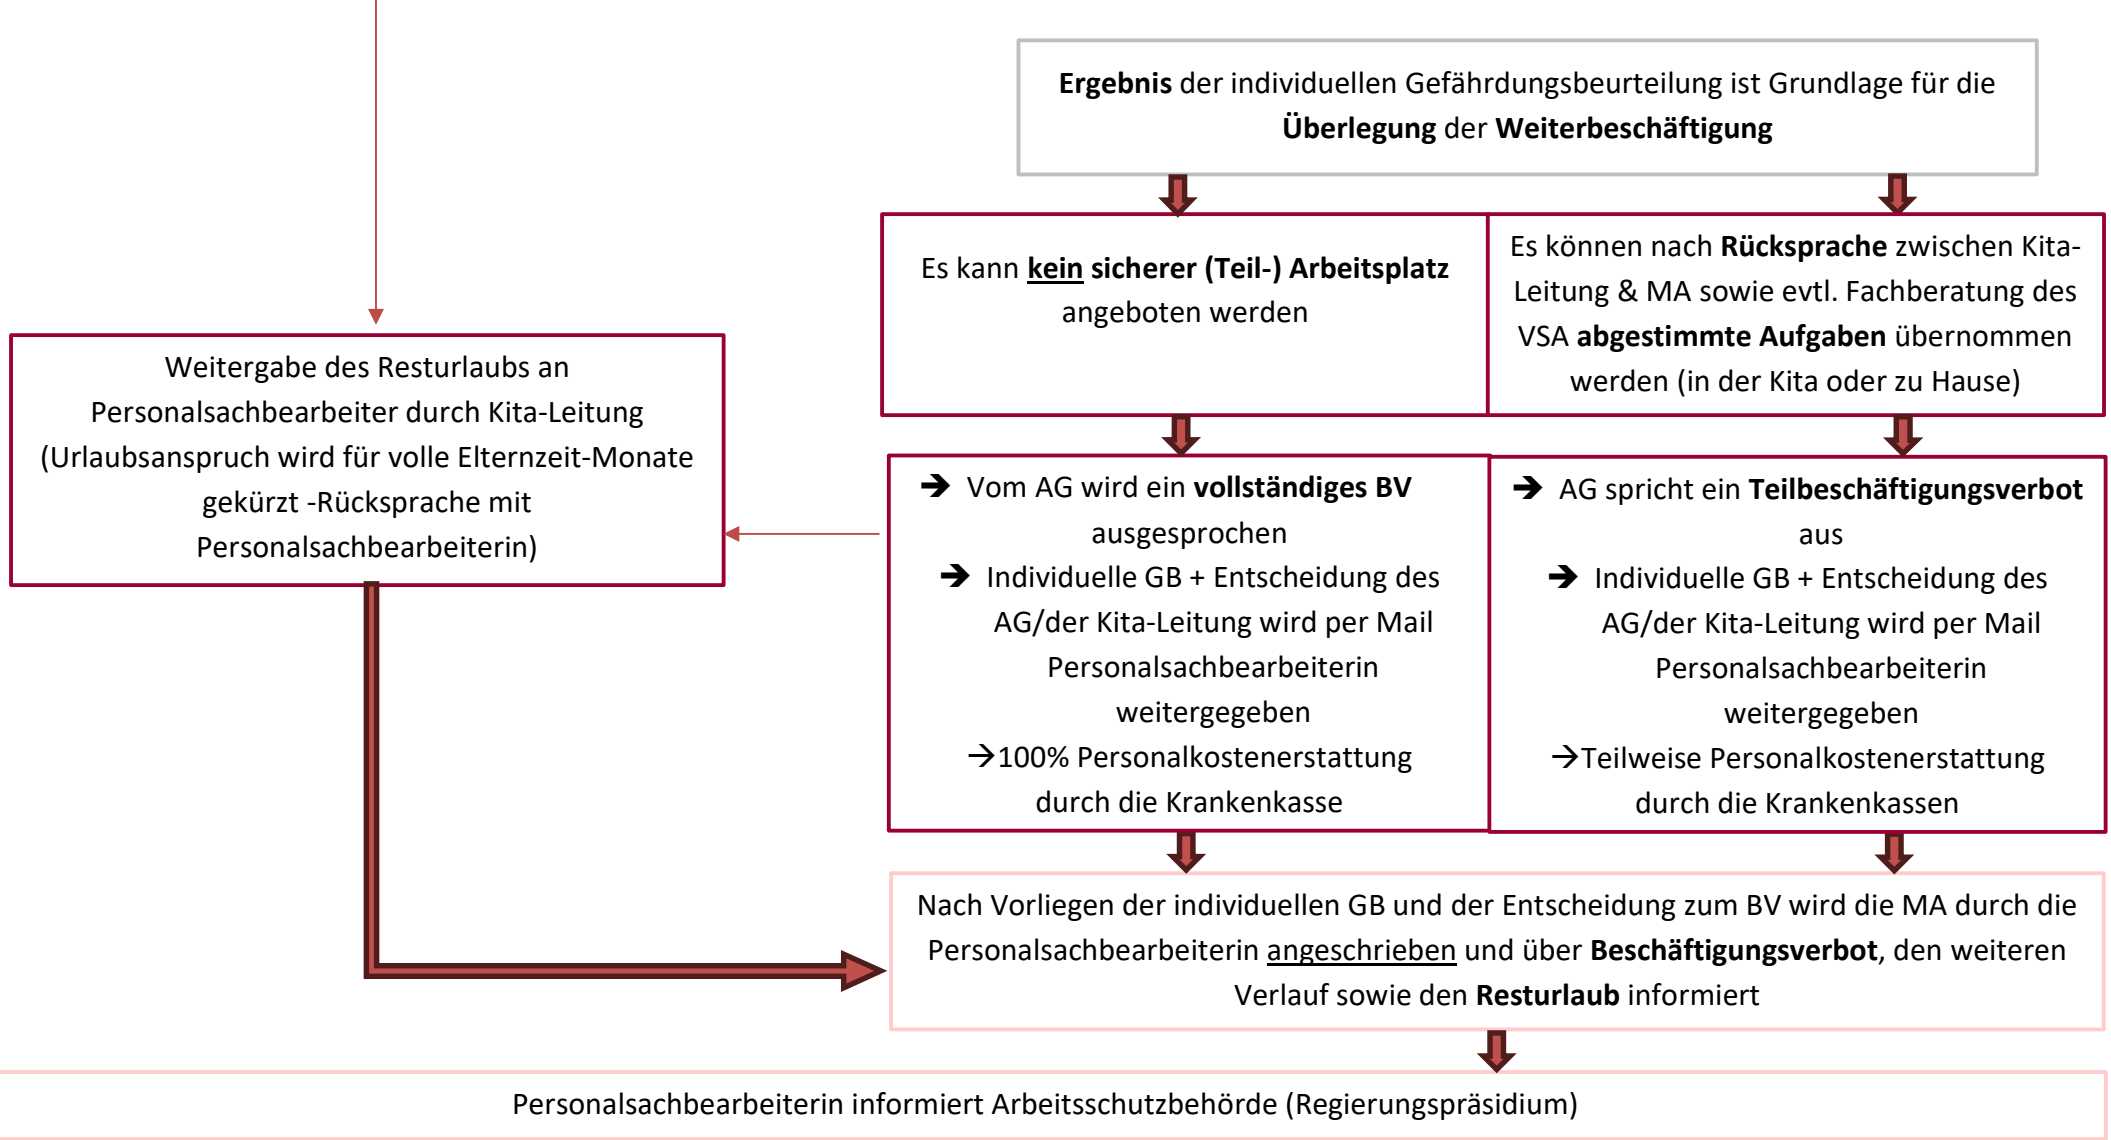 Ergebnis der individuellen Gefährdungsbeurteilung ist Grundlage für die
Überlegung der Weiterbeschäftigung
Es kann kein sicherer (Teil-) Arbeitsplatz
angeboten werden
Es können nach Rücksprache zwischen Kita-
Leitung & MA sowie evtl. Fachberatung des
VSA abgestimmte Aufgaben übernommen
werden (in der Kita oder zu Hause)
Weitergabe des Resturlaubs an
Personalsachbearbeiter durch Kita-Leitung
(Urlaubsanspruch wird für volle Elternzeit-Monate
gekürzt -Rücksprache mit
Personalsachbearbeiterin)
➔ Vom AG wird ein vollständiges BV
ausgesprochen
➔ Individuelle GB + Entscheidung des
AG/der Kita-Leitung wird per Mail
Personalsachbearbeiterin
weitergegeben
→100% Personalkostenerstattung
durch die Krankenkasse
➔ AG spricht ein Teilbeschäftigungsverbot
aus
➔ Individuelle GB + Entscheidung des
AG/der Kita-Leitung wird per Mail
Personalsachbearbeiterin
weitergegeben
→Teilweise Personalkostenerstattung
durch die Krankenkassen
Nach Vorliegen der individuellen GB und der Entscheidung zum BV wird die MA durch die
Personalsachbearbeiterin angeschrieben und über Beschäftigungsverbot, den weiteren
Verlauf sowie den Resturlaub informiert
Personalsachbearbeiterin informiert Arbeitsschutzbehörde (Regierungspräsidium)